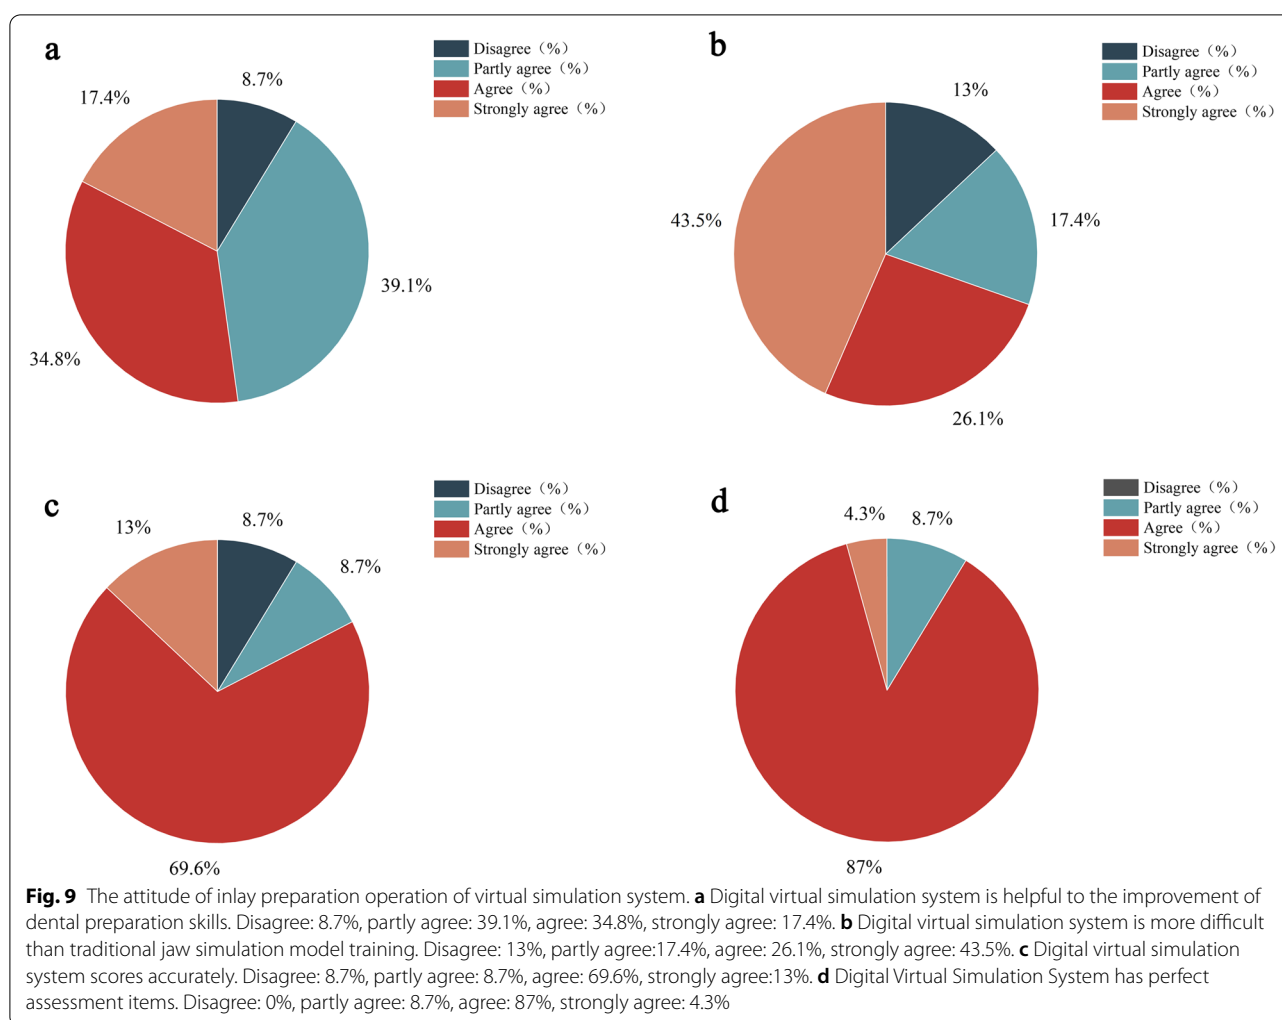 a
Disagree（%）
Partly agree（%）
Agree（%）
Strongly agree（%）
8.7%
17.4%
39.1%
34.8%
b
Disagree（%）
Partly agree（%）
Agree（%）
Strongly agree（%）
13%
43.5%
17.4%
26.1%
c
Disagree（%）
Partly agree（%）
Agree（%）
Strongly agree（%）
13%
8.7%
8.7%
69.6%
d
Disagree（%）
Partly agree（%）
Agree（%）
Strongly agree（%）
4.3%
8.7%
87%
Fig. 9 The attitude of inlay preparation operation of virtual simulation system. a Digital virtual simulation system is helpful to the improvement of
dental preparation skills. Disagree: 8.7%, partly agree: 39.1%, agree: 34.8%, strongly agree: 17.4%. b Digital virtual simulation system is more difficult
than traditional jaw simulation model training. Disagree: 13%, partly agree:17.4%, agree: 26.1%, strongly agree: 43.5%. c Digital virtual simulation
system scores accurately. Disagree: 8.7%, partly agree: 8.7%, agree: 69.6%, strongly agree:13%. d Digital Virtual Simulation System has perfect
assessment items. Disagree: 0%, partly agree: 8.7%, agree: 87%, strongly agree: 4.3%